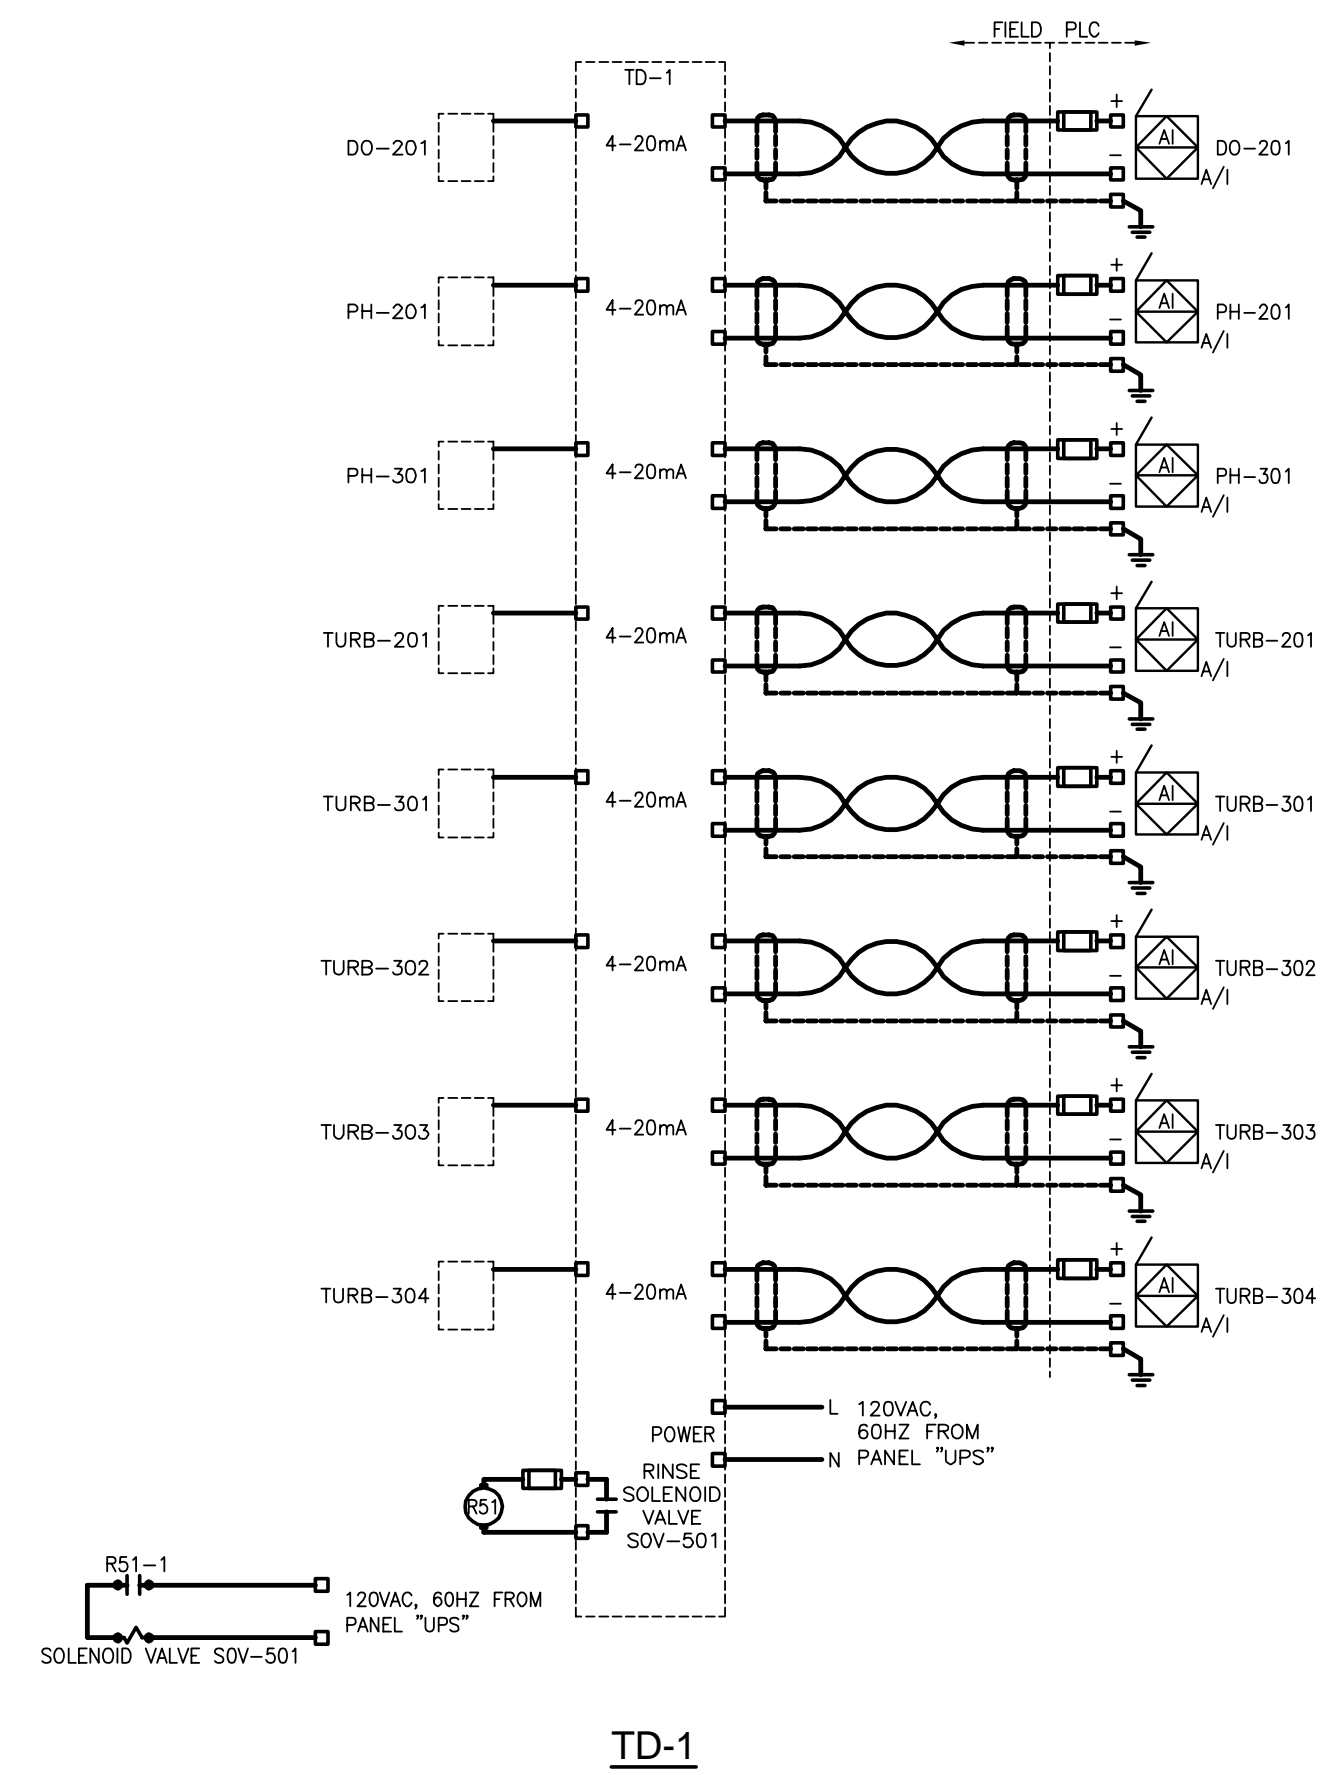 FIELD PLC
TD-1
+
DO-201 4-20mA AI DO-201
-
A/I
+
PH-201 4-20mA AI PH-201
-
A/I
+
PH-301 4-20mA AI PH-301
-
A/I
+
TURB-201 4-20mA AI TURB-201
-
A/I
+
TURB-301 4-20mA AI TURB-301
-
A/I
+
TURB-302 4-20mA AI TURB-302
-
A/I
+
TURB-303 4-20mA AI TURB-303
-
A/I
+
TURB-304 4-20mA AI TURB-304
-
A/I
L 120VAC,
POWER 60HZ FROM
N PANEL "UPS"
RINSE
SOLENOID
VALVE
SOV-501
R51
R51-1
120VAC, 60HZ FROM
PANEL "UPS"
SOLENOID VALVE SOV-501
TD-1